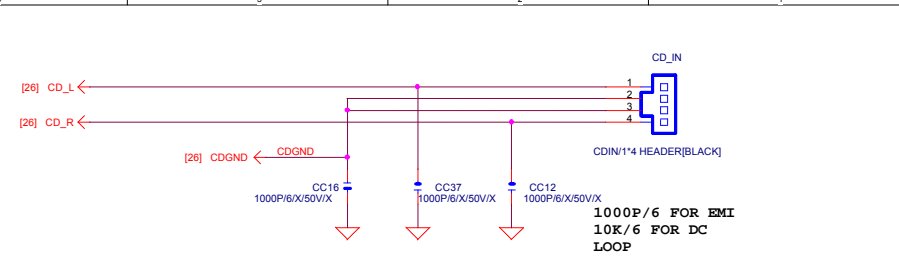 CD_IN
[26] CD_L
1
2
3
[26] CD_R
4
[26] CDGND
CDGND
CDIN/1*4 HEADER[BLACK]
CC16
1000P/6/X/50V/X
CC37
1000P/6/X/50V/X
CC12
1000P/6/X/50V/X
1000P/6 FOR EMI
10K/6 FOR DC
LOOP